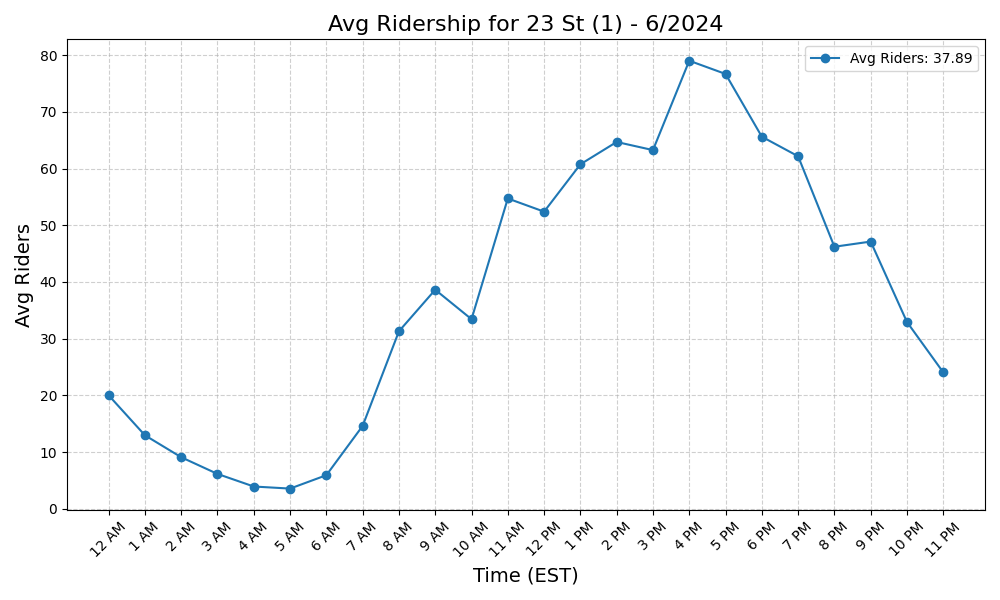 Avg Ridership for 23 St (1) - 6/2024
Avg Riders: 37.89
Avg Riders
80
70
60
50
40
30
20
10
0
12 AM
1 AM
2 AM
3 AM
4 AM
5 AM
6 AM
7 AM
8 AM
9 AM
10 AM
11 AM
12 PM
1 PM
2 PM
3 PM
4 PM
5 PM
6 PM
7 PM
8 PM
9 PM
10 PM
11 PM
Time (EST)